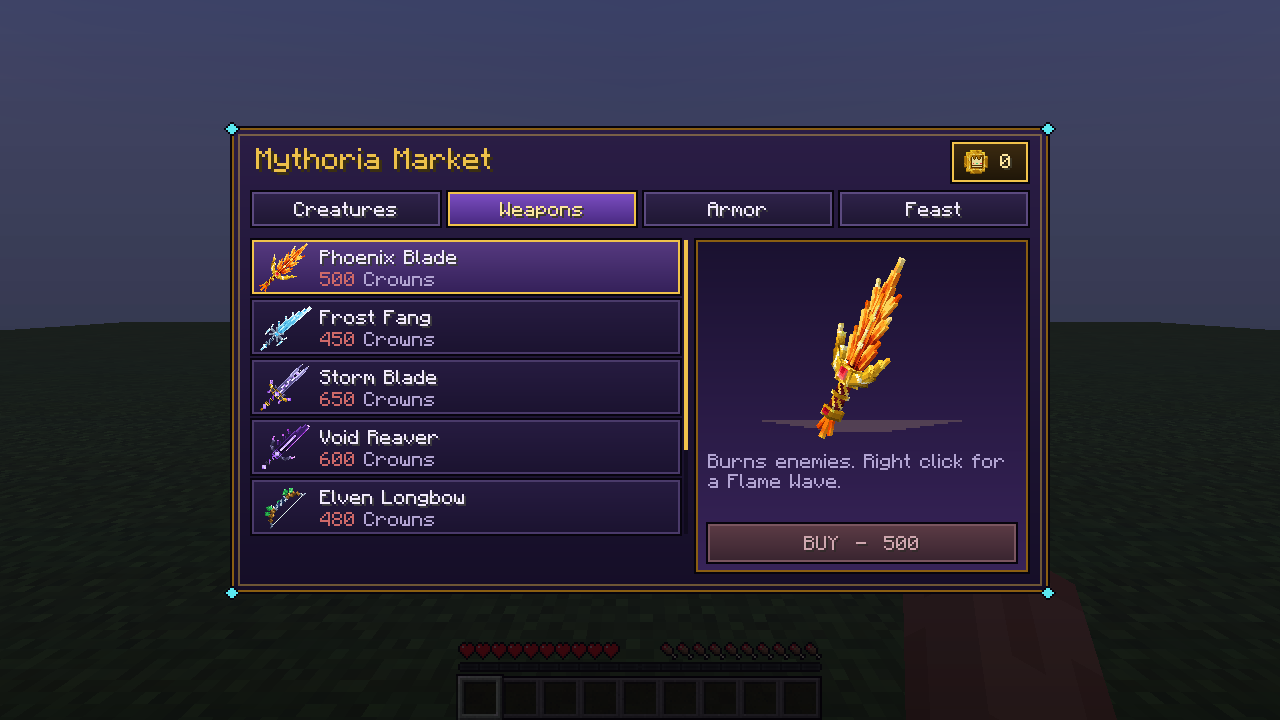 Mythoria Market
0
Creatures
Weapons
Armor
Feast
Phoenix Blade
500 Crowns
Frost Fang
450 Crowns
Storm Blade
650 Crowns
Void Reaver
600 Crowns
Elven Longbow
480 Crowns
Burns enemies. Right click for
a Flame Wave.
BUY - 500